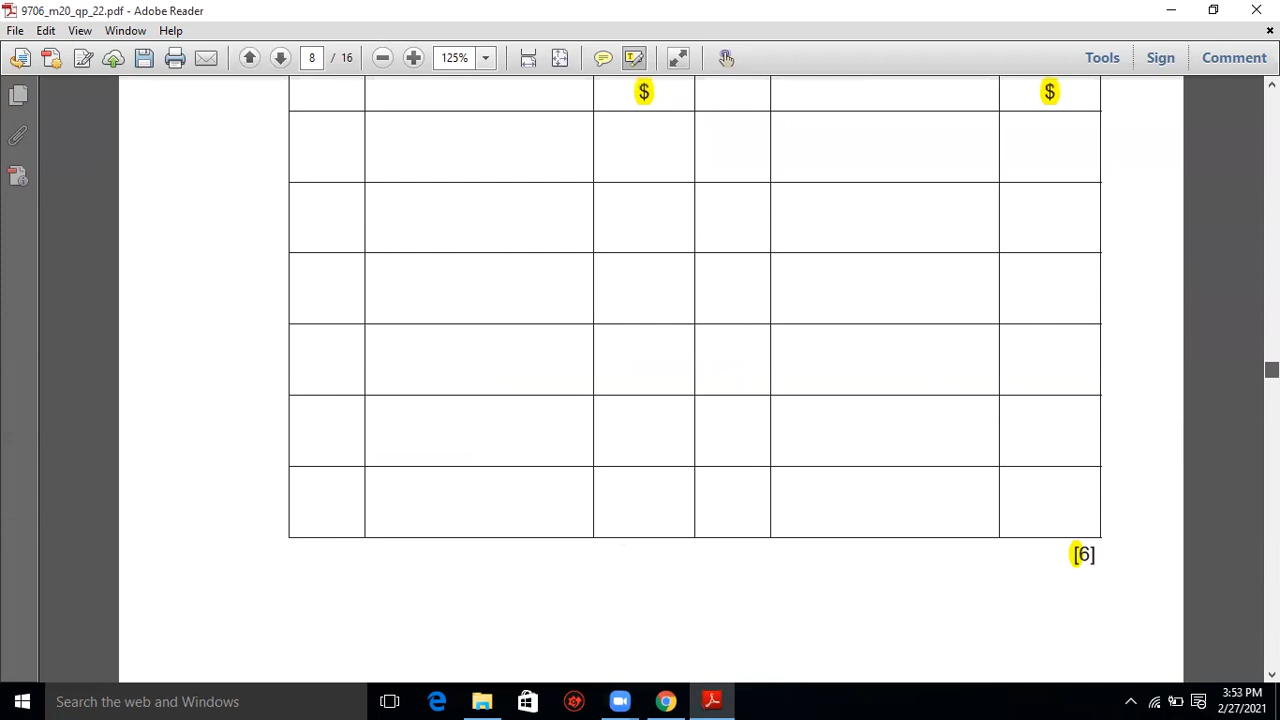 9706_m20_qp_22.pdf - Adobe Reader
File Edit View Window Help
8 / 16 125% Tools Sign Comment
$ $
[6]
Search the web and Windows
3:53 PM
2/27/2021